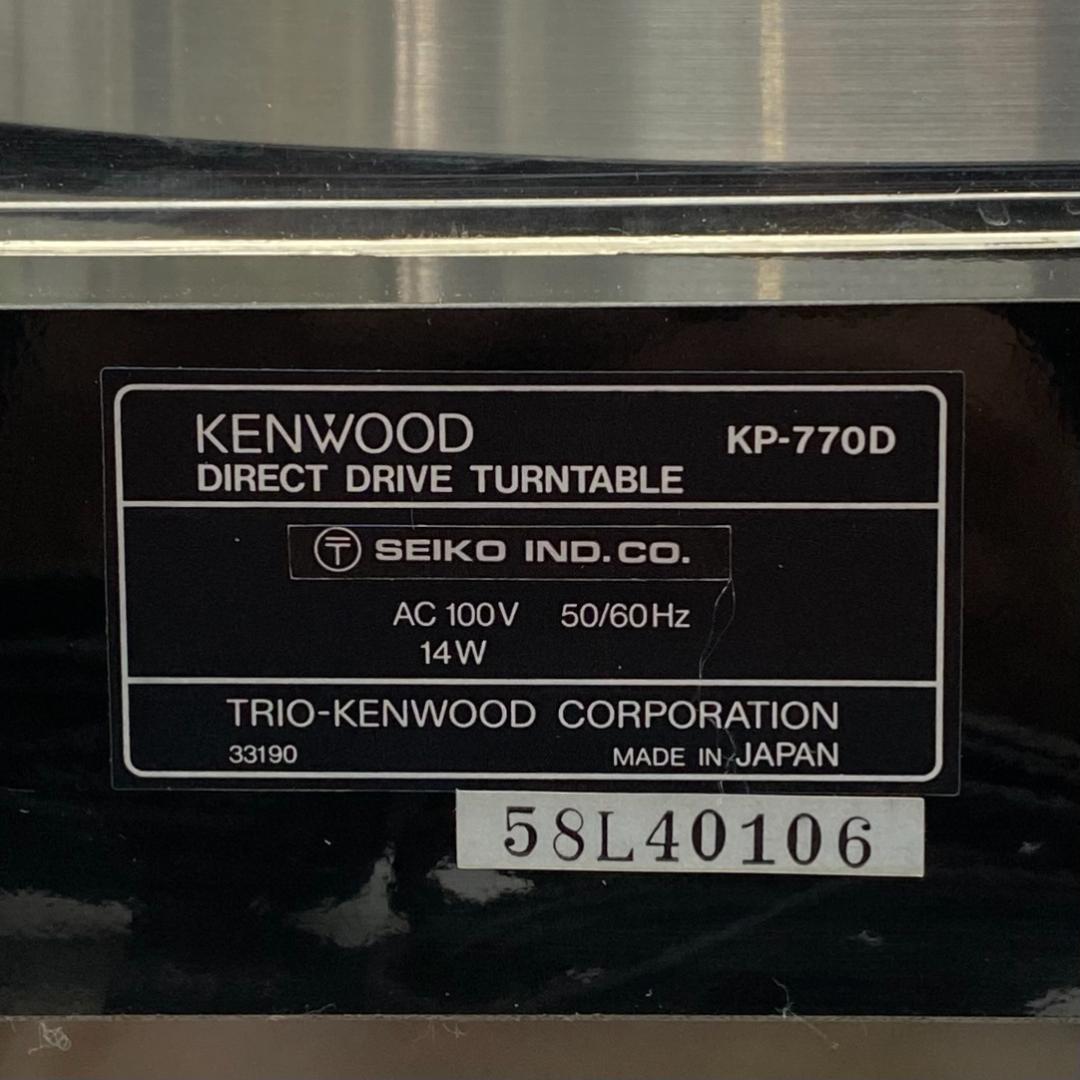 KENWOOD KP-770D
DIRECT DRIVE TURNTABLE
〒 SEIKO IND. CO.
AC 100V 50/60Hz
14W
TRIO-KENWOOD CORPORATION
33190 MADE IN JAPAN
58L40106